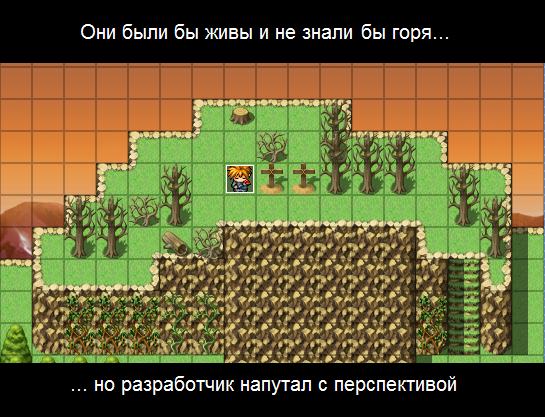 Они были бы живы и не знали бы горя...
... но разработчик напутал с перспективой